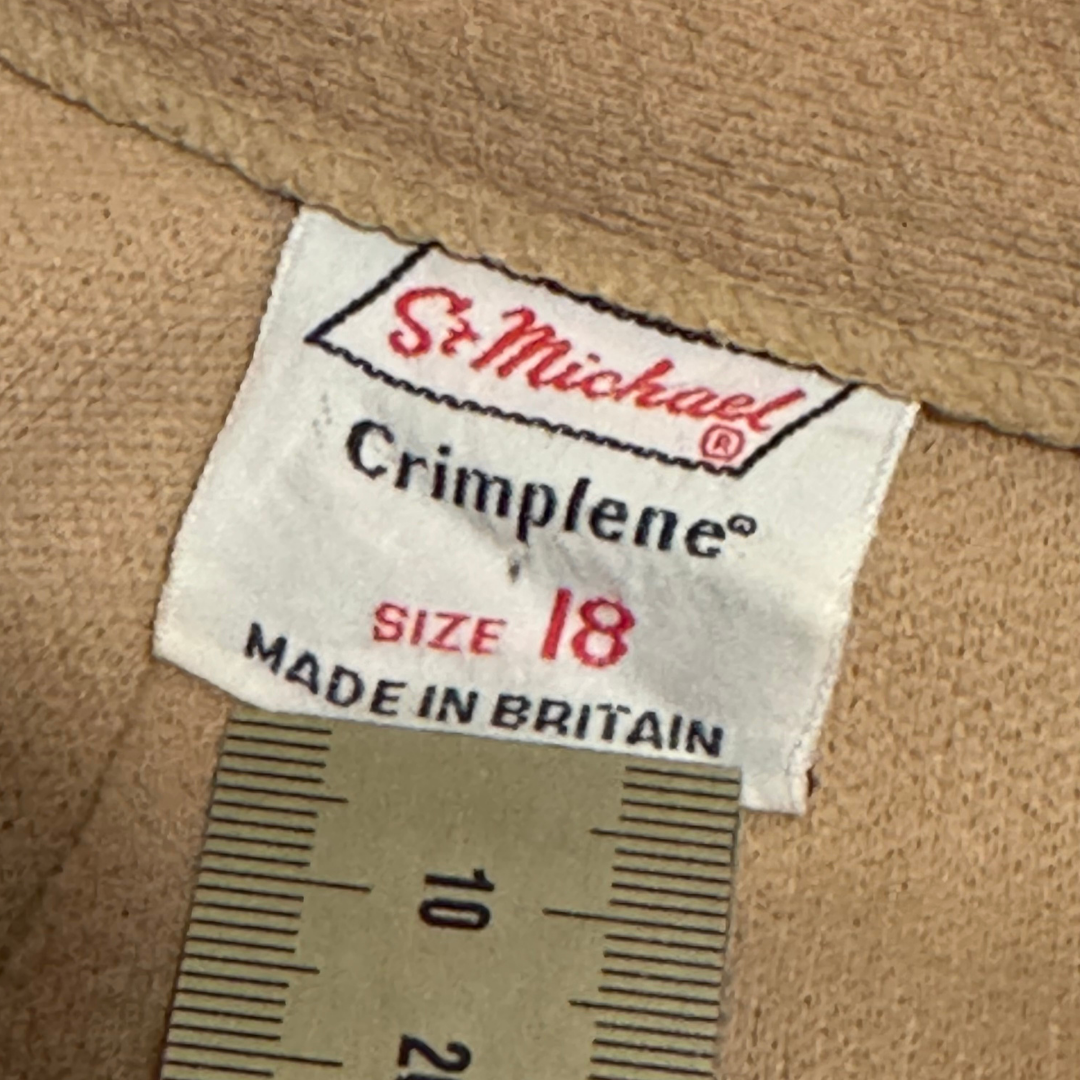 St Michael®
Crimplene®
SIZE 18
MADE IN BRITAIN
10